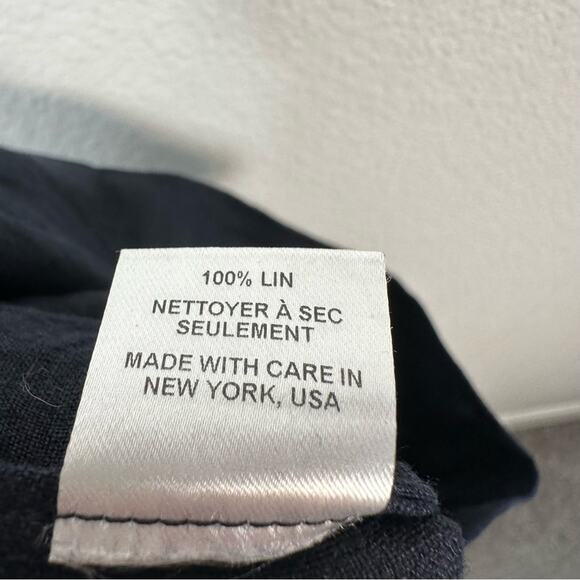 100% LIN
NETTOYER À SEC
SEULEMENT
MADE WITH CARE IN
NEW YORK, USA